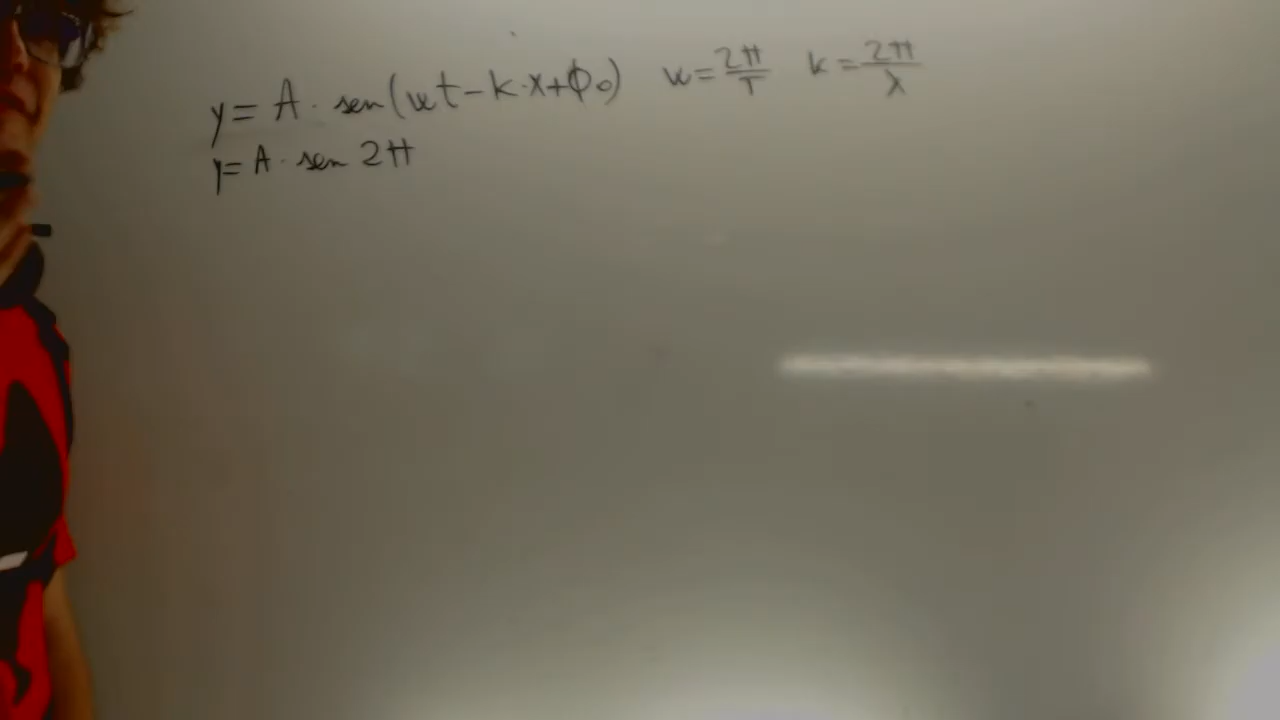 y = A · sen(ωt - k·x + ϕ₀) ω = 2π/T k = 2π/λ
y = A · sen 2π